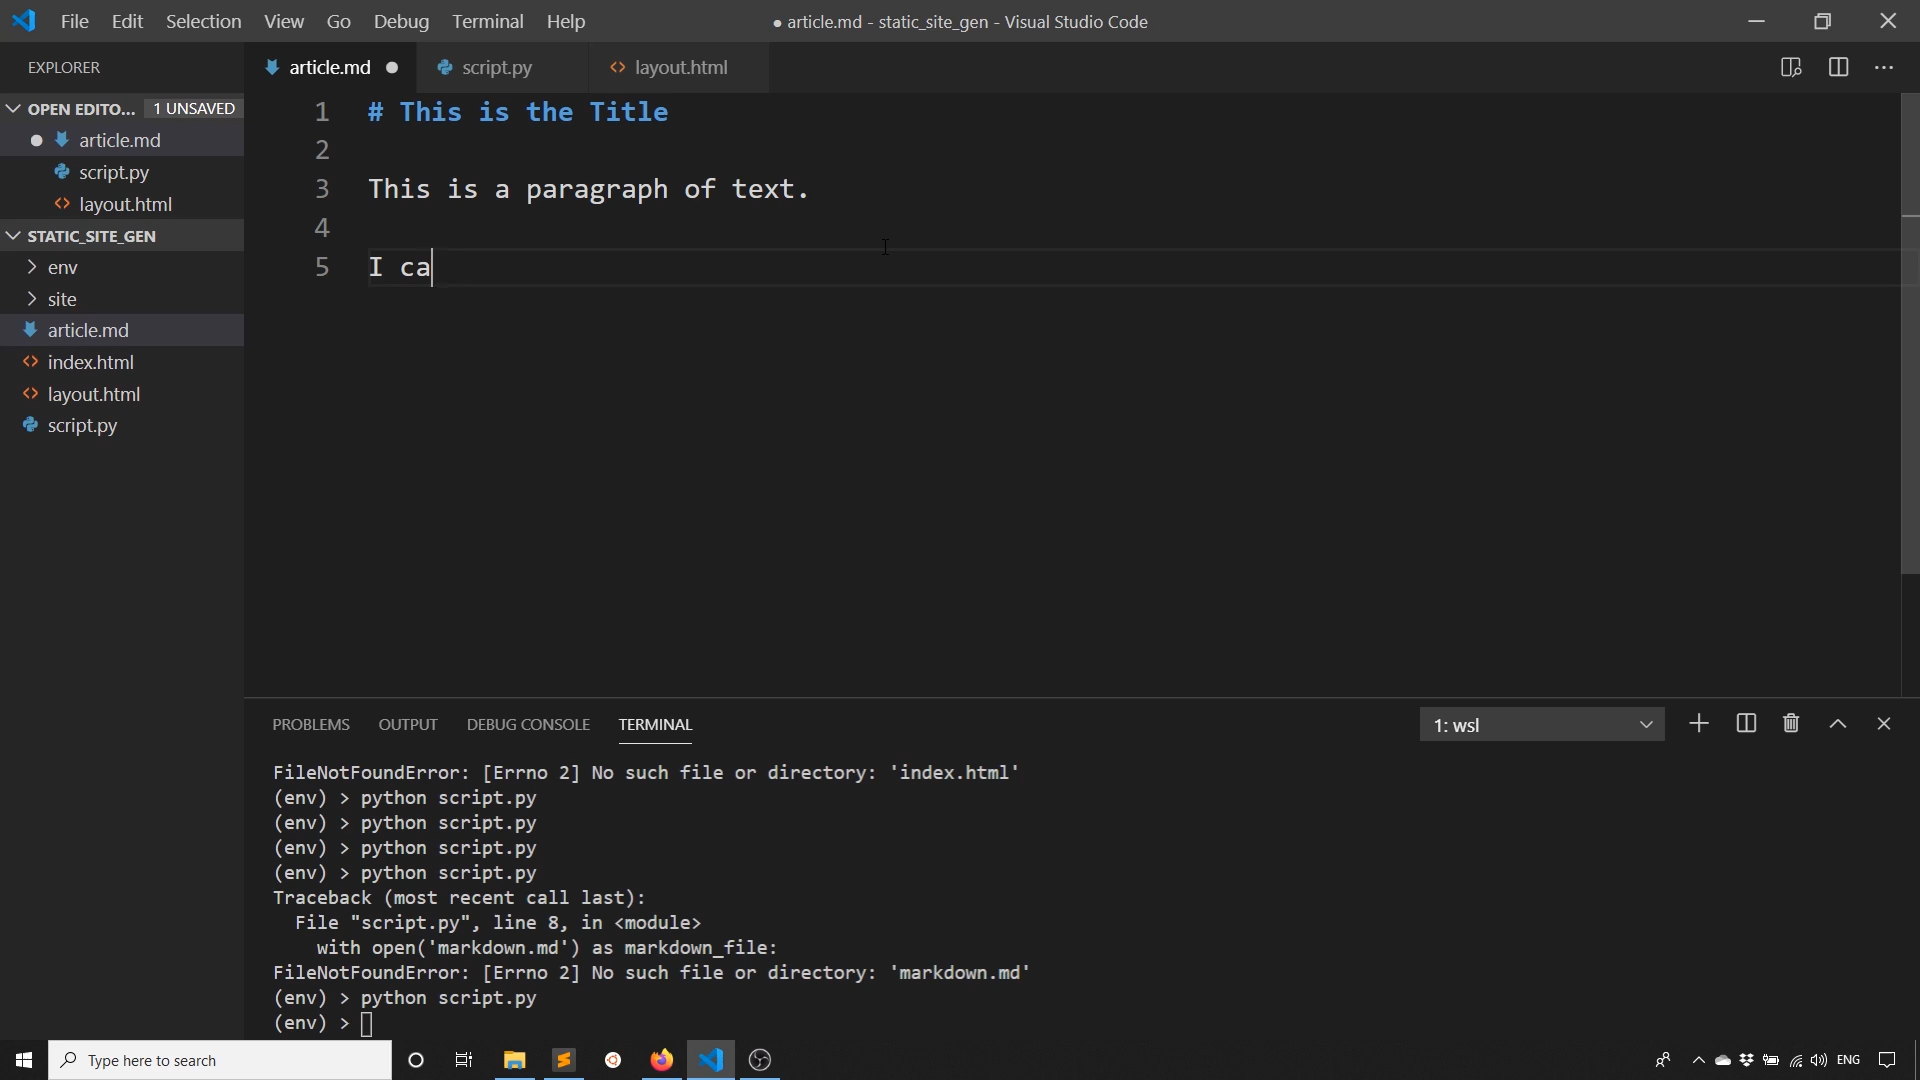 File Edit Selection View Go Debug Terminal Help
● article.md - static_site_gen - Visual Studio Code
EXPLORER
article.md ●
script.py
layout.html
OPEN EDITO... 1 UNSAVED
article.md
script.py
layout.html
STATIC_SITE_GEN
env
site
article.md
index.html
layout.html
script.py
1 # This is the Title
2
3 This is a paragraph of text.
4
5 I ca
PROBLEMS OUTPUT DEBUG CONSOLE TERMINAL
1: wsl
FileNotFoundError: [Errno 2] No such file or directory: 'index.html'
(env) > python script.py
(env) > python script.py
(env) > python script.py
(env) > python script.py
Traceback (most recent call last):
File "script.py", line 8, in <module>
with open('markdown.md') as markdown_file:
FileNotFoundError: [Errno 2] No such file or directory: 'markdown.md'
(env) > python script.py
(env) >
Type here to search
ENG